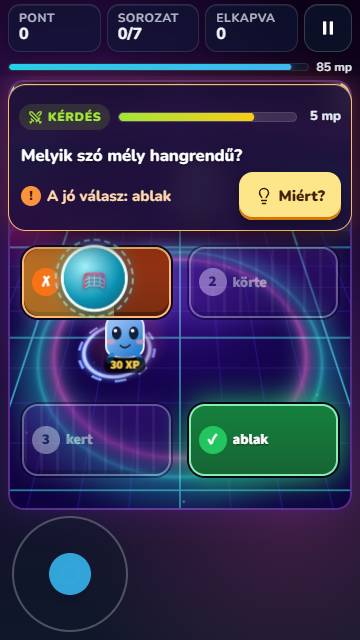 PONT
0
SOROZAT
0/7
ELKAPVA
0
85 mp
KÉRDÉS
5 mp
Melyik szó mély hangrendű?
! A jó válasz: ablak
Miért?
X
2 körte
30 XP
3 kert
✓ ablak